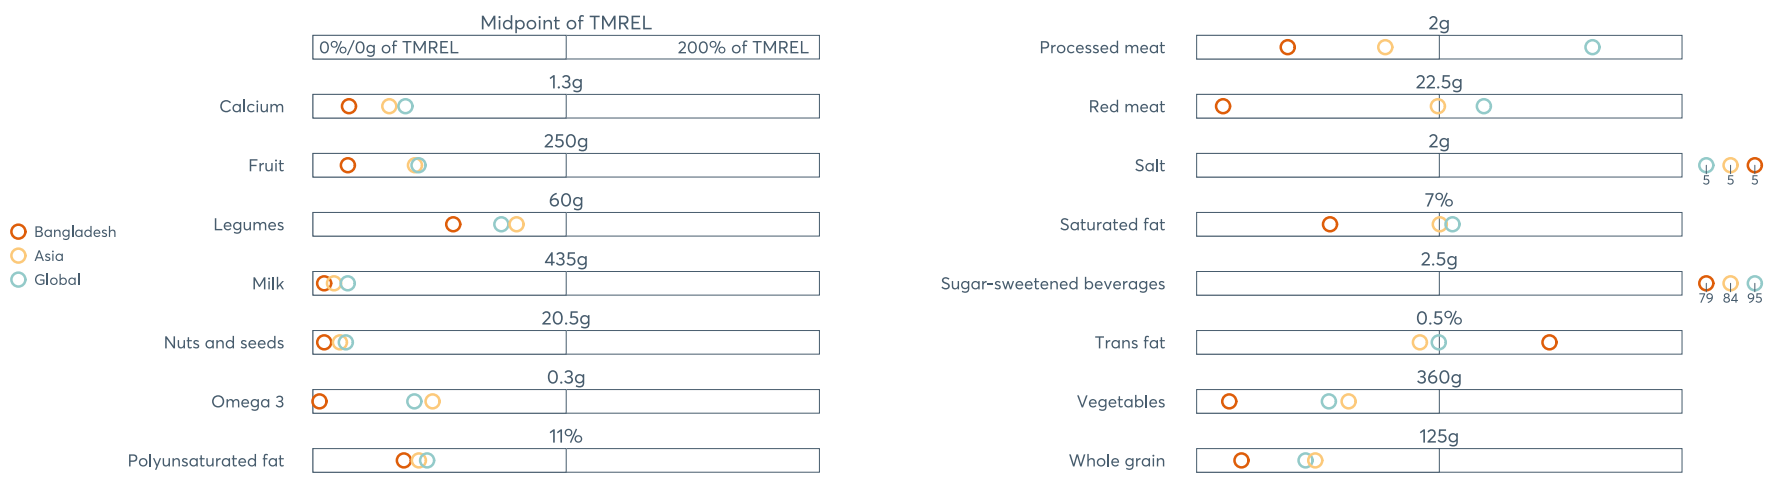 Midpoint of TMREL
0%/0g of TMREL 200% of TMREL
1.3g
Calcium
250g
Fruit
60g
Legumes
435g
Milk
20.5g
Nuts and seeds
0.3g
Omega 3
11%
Polyunsaturated fat
Bangladesh
Asia
Global
2g
Processed meat
22.5g
Red meat
2g
Salt
5 5 5
7%
Saturated fat
2.5g
Sugar-sweetened beverages
79 84 95
0.5%
Trans fat
360g
Vegetables
125g
Whole grain